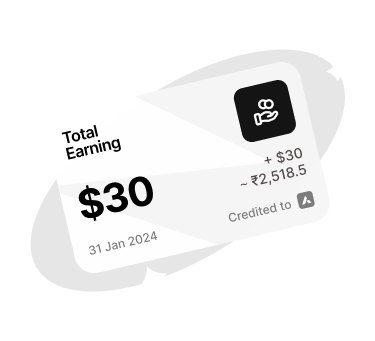 Total
Earning
$30
+ $30
~ ₹2,518.5
31 Jan 2024
Credited to